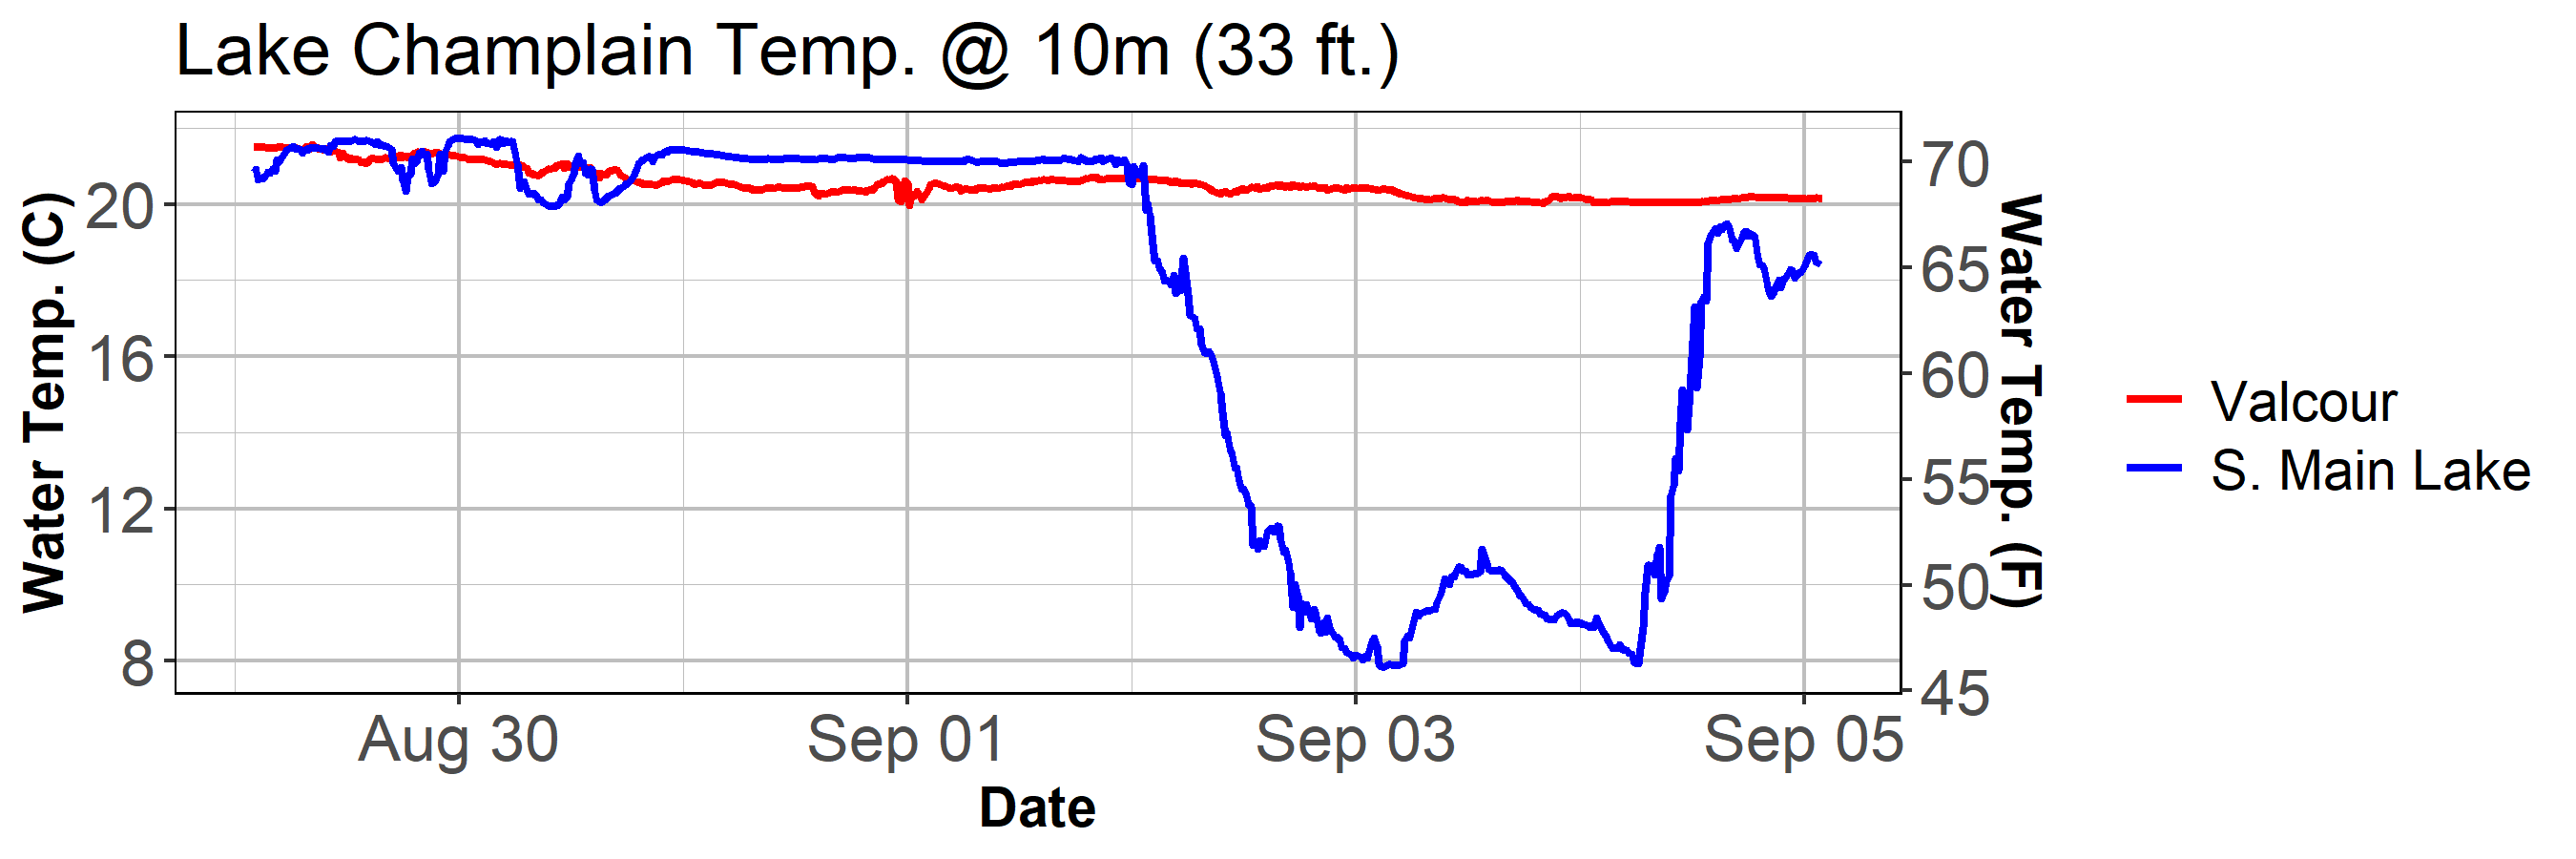 Lake Champlain Temp. @ 10m (33 ft.)
Water Temp. (C)
20
16
12
8
70
65
60
55
50
45
Water Temp. (F)
Aug 30
Sep 01
Sep 03
Sep 05
Date
Valcour
S. Main Lake